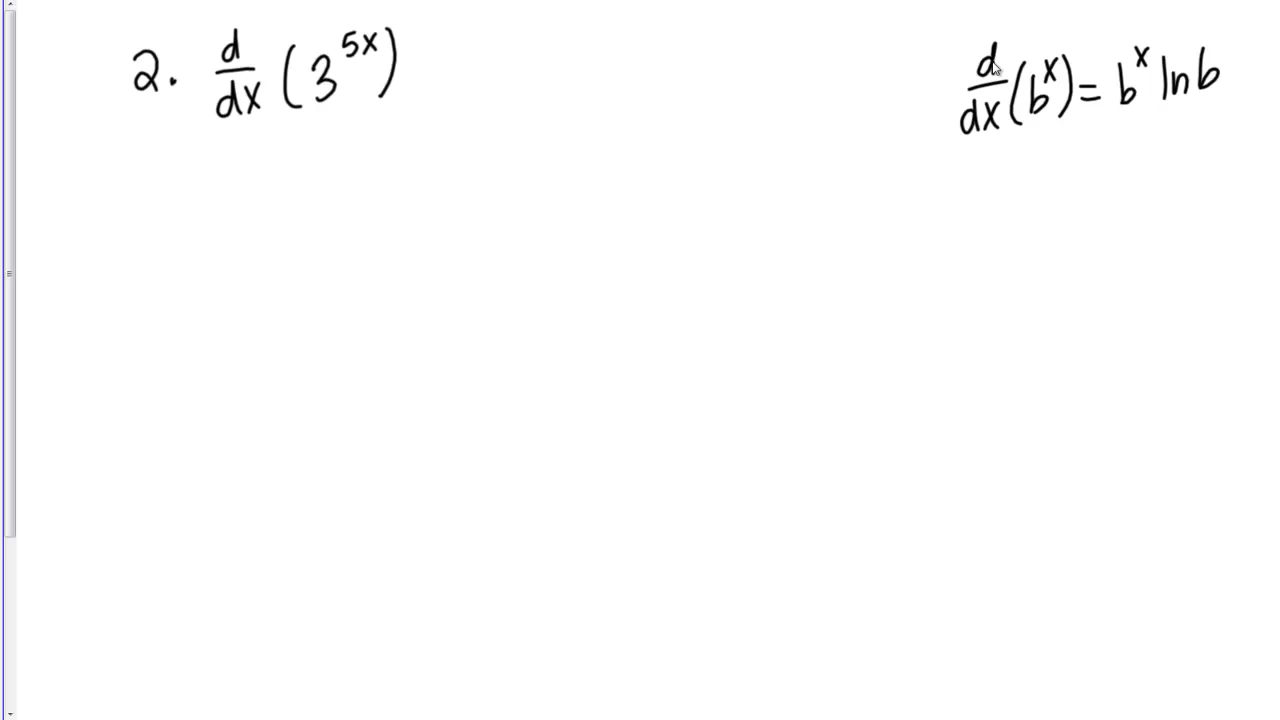 2. d/dx (3^{5x})
d/dx (b^x) = b^x ln b